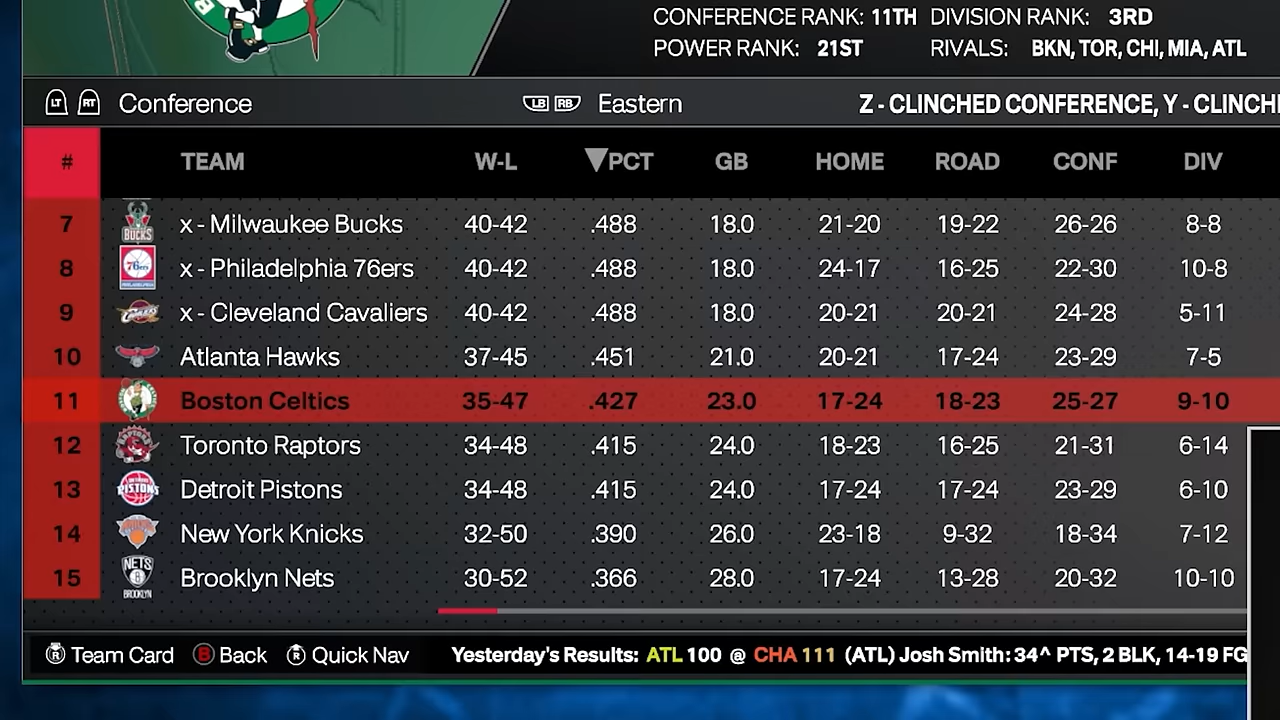 CONFERENCE RANK: 11TH DIVISION RANK: 3RD
POWER RANK: 21ST RIVALS: BKN, TOR, CHI, MIA, ATL
LT RT Conference LB RB Eastern Z - CLINCHED CONFERENCE, Y - CLINCH
# TEAM W-L PCT GB HOME ROAD CONF DIV
7 BUCKS x - Milwaukee Bucks 40-42 .488 18.0 21-20 19-22 26-26 8-8
8 76ers x - Philadelphia 76ers 40-42 .488 18.0 24-17 16-25 22-30 10-8
9 x - Cleveland Cavaliers 40-42 .488 18.0 20-21 20-21 24-28 5-11
10 Atlanta Hawks 37-45 .451 21.0 20-21 17-24 23-29 7-5
11 Boston Celtics 35-47 .427 23.0 17-24 18-23 25-27 9-10
12 Toronto Raptors 34-48 .415 24.0 18-23 16-25 21-31 6-14
13 PISTONS Detroit Pistons 34-48 .415 24.0 17-24 17-24 23-29 6-10
14 New York Knicks 32-50 .390 26.0 23-18 9-32 18-34 7-12
15 NETS B BROOKLYN Brooklyn Nets 30-52 .366 28.0 17-24 13-28 20-32 10-10
R Team Card B Back R Quick Nav Yesterday's Results: ATL 100 @ CHA 111 (ATL) Josh Smith: 34^ PTS, 2 BLK, 14-19 FG